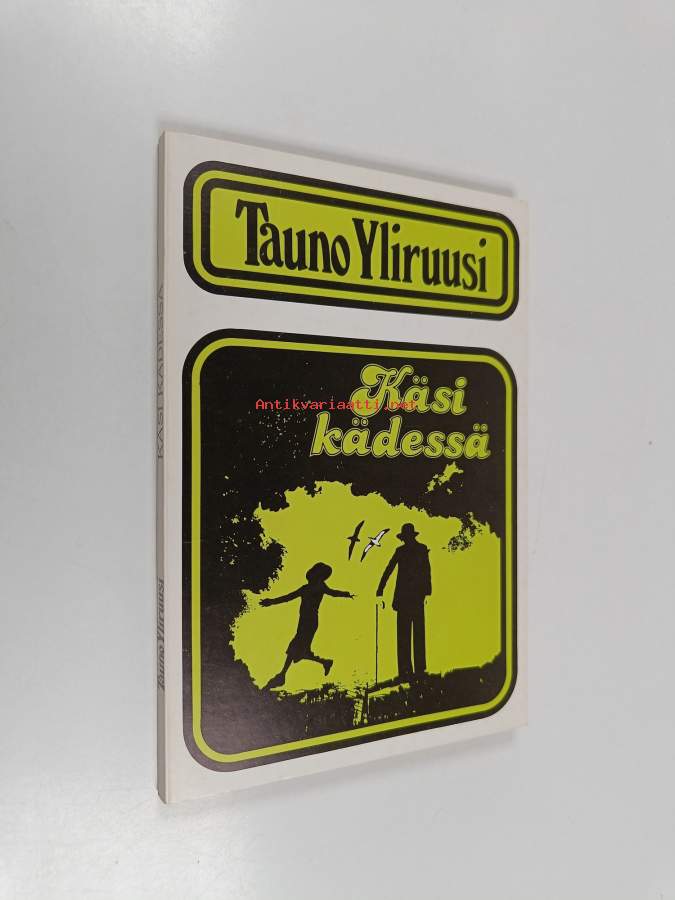 Tauno Yliruusi
Käsi
kädessä
Antikvariaatti.net
Tauno Yliruusi
KÄSI KÄDESSÄ